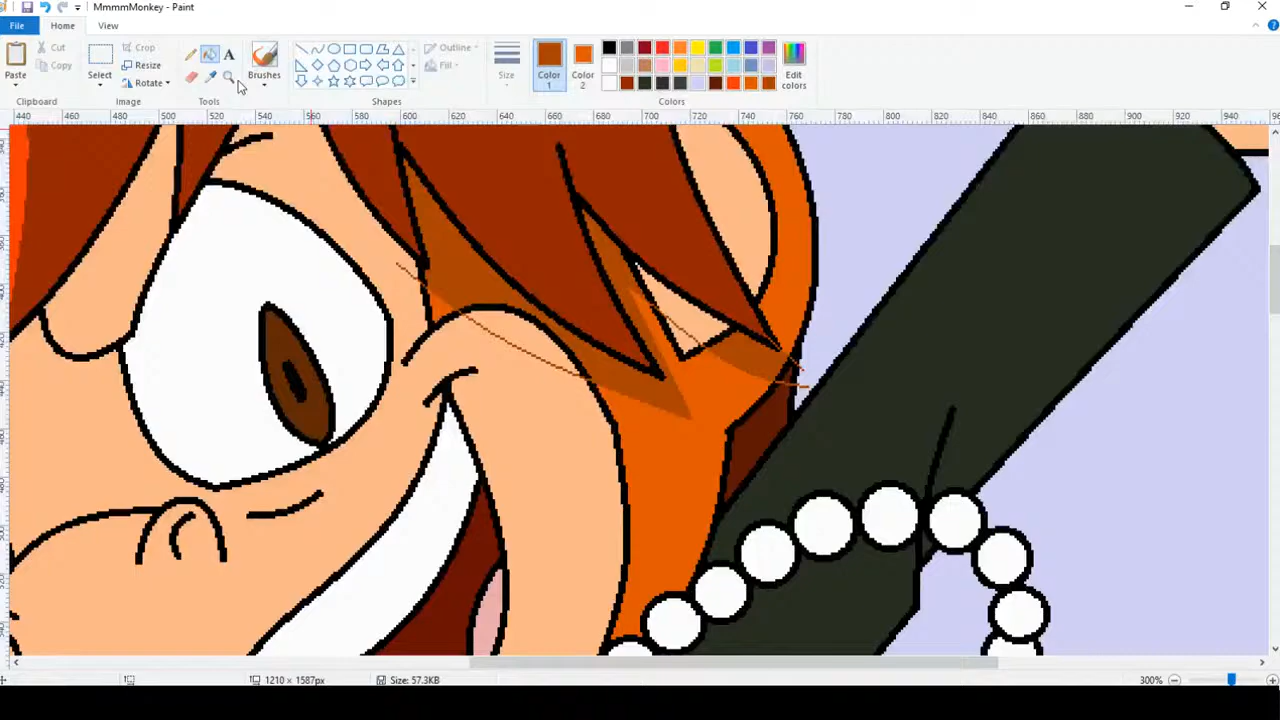 MmmmMonkey - Paint
File
Home
View
Paste
Cut
Copy
Clipboard
Select
Crop
Resize
Rotate
Image
A
Tools
Brushes
Outline
Fill
Shapes
Size
Color 1
Color 2
Edit colors
Colors
440 460 480 500 520 540 560 580 600 620 640 660 680 700 720 740 760 780 800 820 840 860 880 900 920 940
1210 × 1587px
Size: 57.3KB
300%